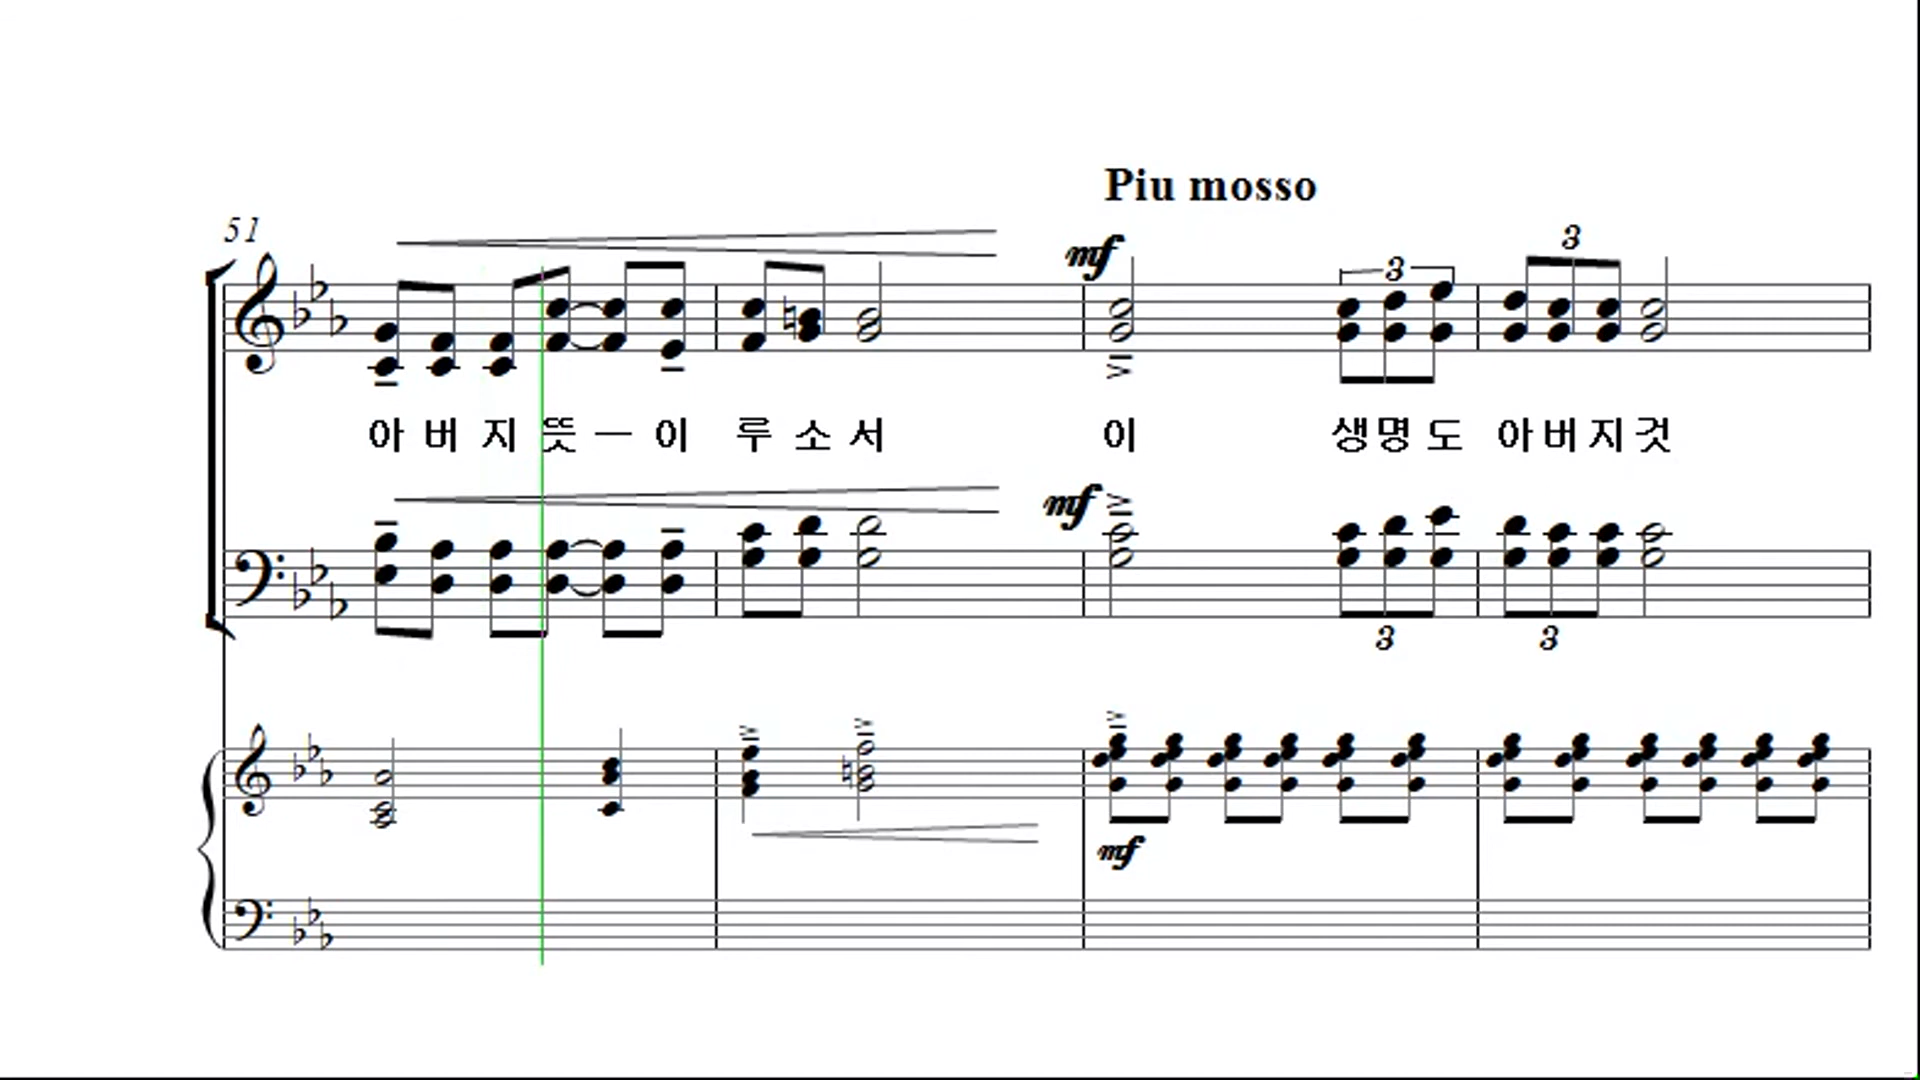 Piu mosso
51
mf
3
3
아 버 지 뜻 ㅡ 이 루 소 서 이 생 명 도 아 버 지 것
mf
3
3
mf